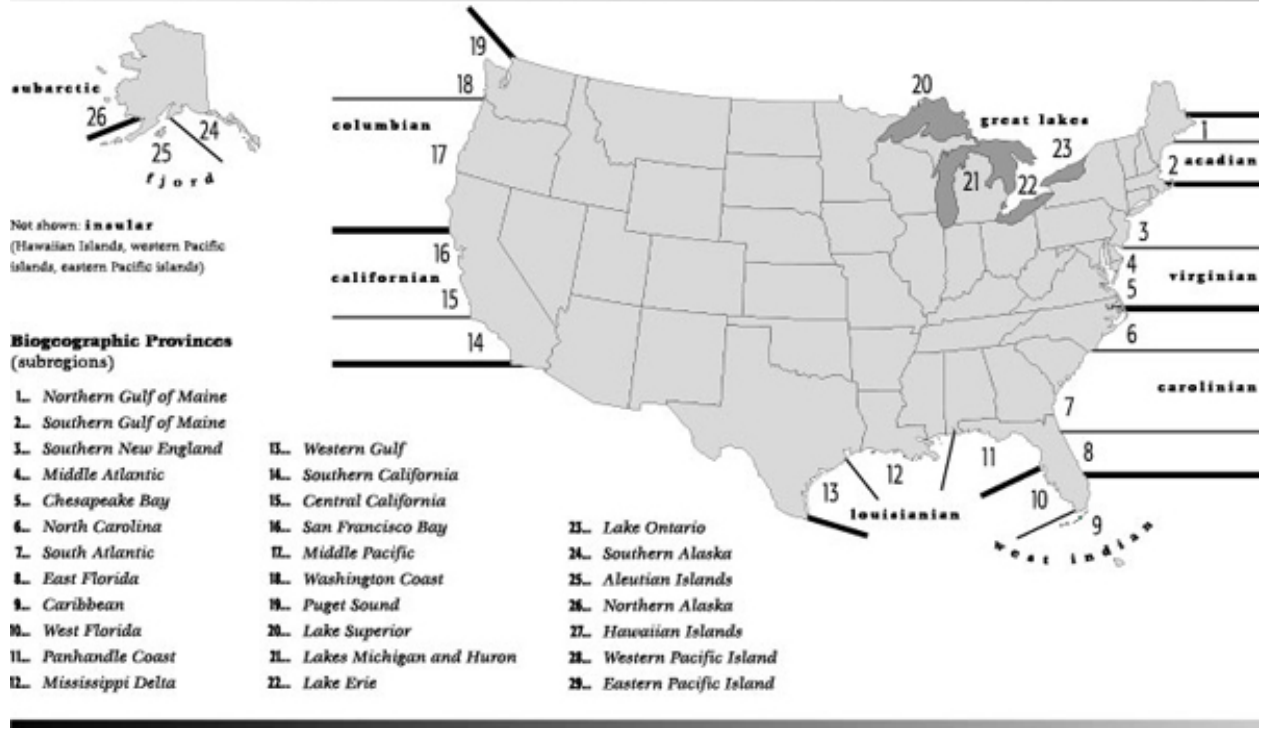 19
20
18
subarctic
great lakes
26
24
columbian
23
1
25
17
acadian
fjord
21
22
2
Not shown: insular
(Hawaiian Islands, western Pacific
islands, eastern Pacific islands)
3
16
4
californian
virginian
15
5
6
14
Biogeographic Provinces
(subregions)
carolinian
7
11
8
12
13
10
louisianian
9
west indian
1... Northern Gulf of Maine
2... Southern Gulf of Maine
3... Southern New England
4... Middle Atlantic
5... Chesapeake Bay
6... North Carolina
7... South Atlantic
8... East Florida
9... Caribbean
10... West Florida
11... Panhandle Coast
12... Mississippi Delta
13... Western Gulf
14... Southern California
15... Central California
16... San Francisco Bay
17... Middle Pacific
18... Washington Coast
19... Puget Sound
20... Lake Superior
21... Lakes Michigan and Huron
22... Lake Erie
23... Lake Ontario
24... Southern Alaska
25... Aleutian Islands
26... Northern Alaska
27... Hawaiian Islands
28... Western Pacific Island
29... Eastern Pacific Island